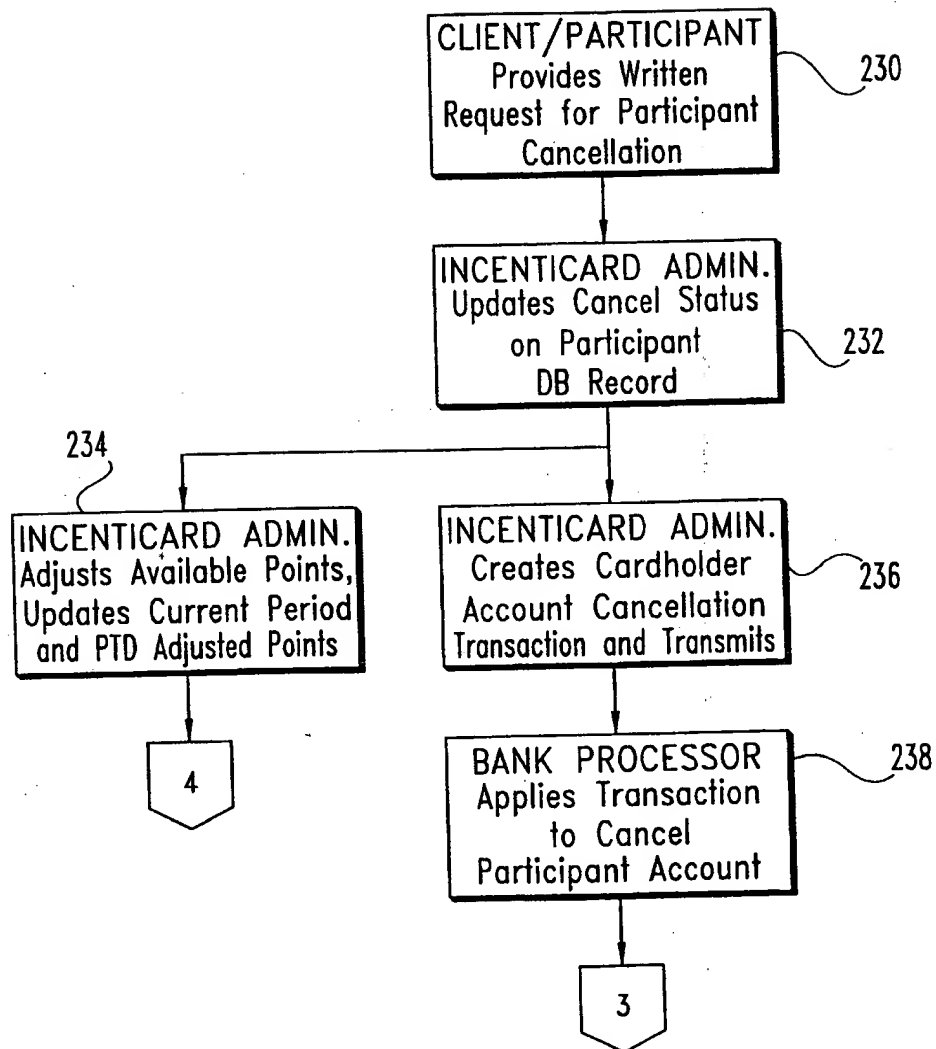 CLIENT/PARTICIPANT
Provides Written
Request for Participant
Cancellation
230
INCENTICARD ADMIN.
Updates Cancel Status
on Participant
DB Record
232
234
INCENTICARD ADMIN.
Adjusts Available Points,
Updates Current Period
and PTD Adjusted Points
INCENTICARD ADMIN.
Creates Cardholder
Account Cancellation
Transaction and Transmits
236
4
BANK PROCESSOR
Applies Transaction
to Cancel
Participant Account
238
3